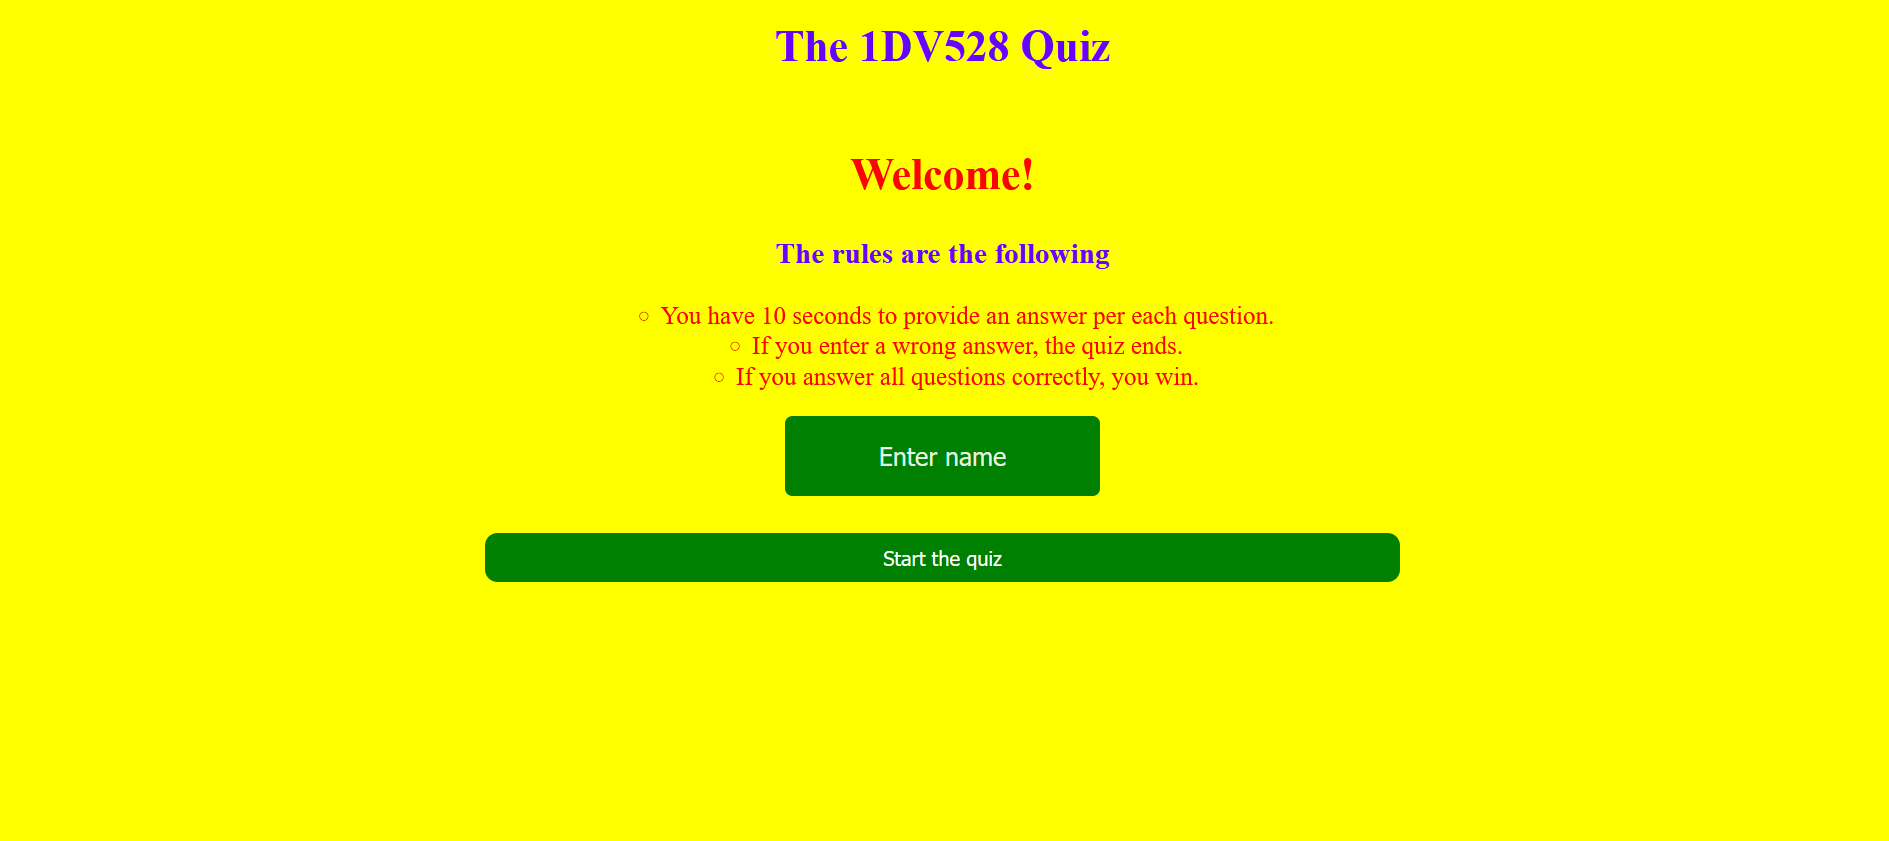 The 1DV528 Quiz
Welcome!
The rules are the following
You have 10 seconds to provide an answer per each question.
If you enter a wrong answer, the quiz ends.
If you answer all questions correctly, you win.
Enter name
Start the quiz